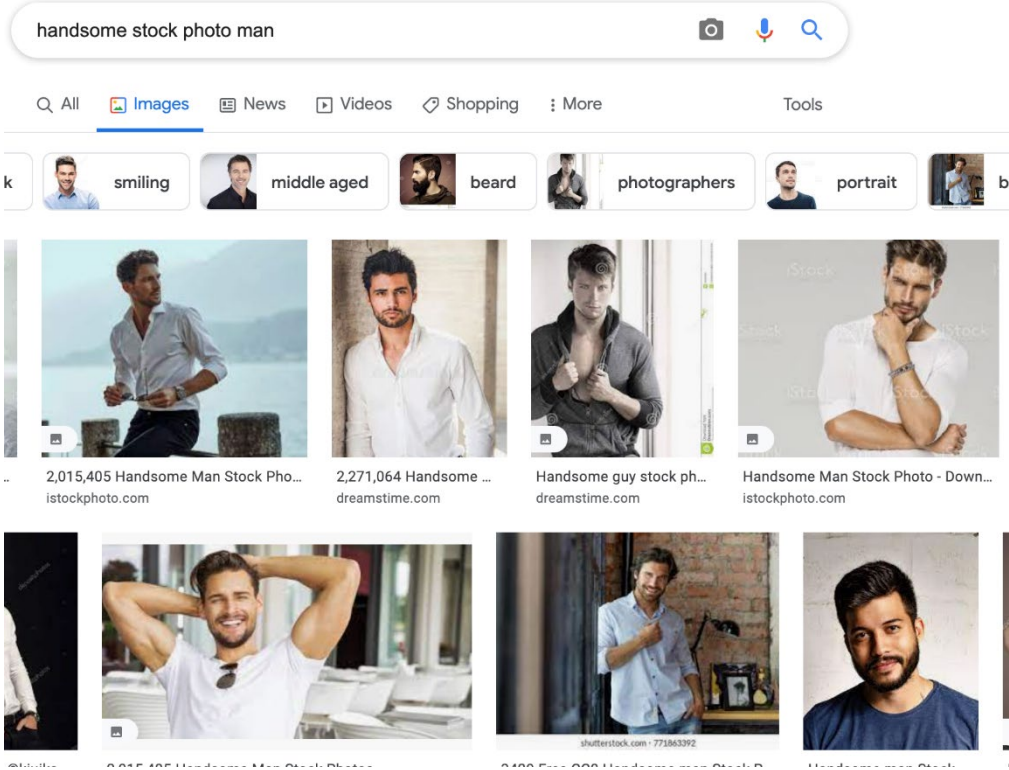 handsome stock photo man
All Images News Videos Shopping More Tools
k smiling middle aged beard photographers portrait b
iStock
iStock
2,015,405 Handsome Man Stock Pho... 2,271,064 Handsome ... Handsome guy stock ph... Handsome Man Stock Photo - Down...
istockphoto.com dreamstime.com dreamstime.com istockphoto.com
shutterstock.com · 771863392